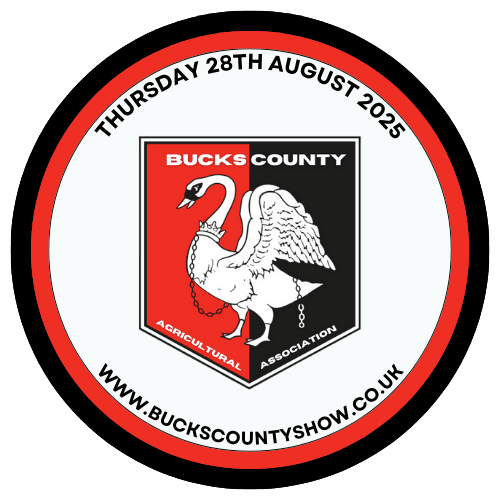 THURSDAY 28TH AUGUST 2025
BUCKS COUNTY
AGRICULTURAL ASSOCIATION
WWW.BUCKSCOUNTYSHOW.CO.UK